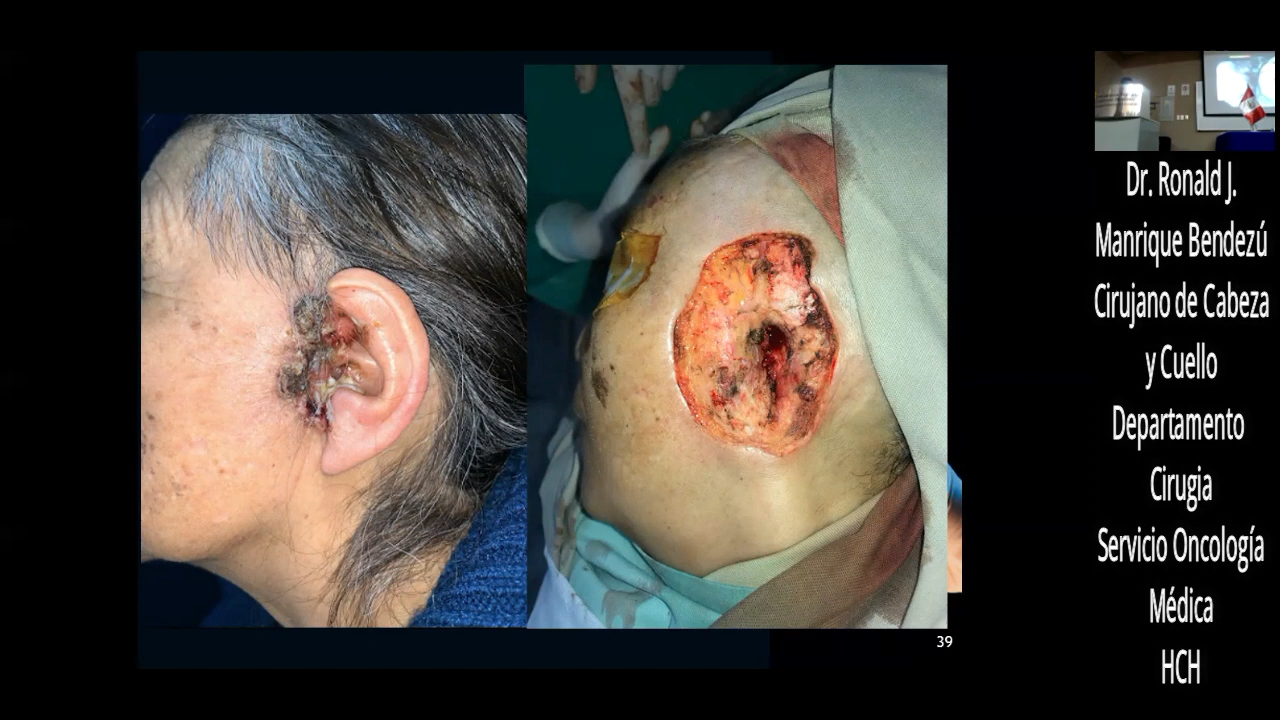 Dr. Ronald J.
Manrique Bendezú
Cirujano de Cabeza
y Cuello
Departamento
Cirugia
Servicio Oncología
Médica
HCH
39